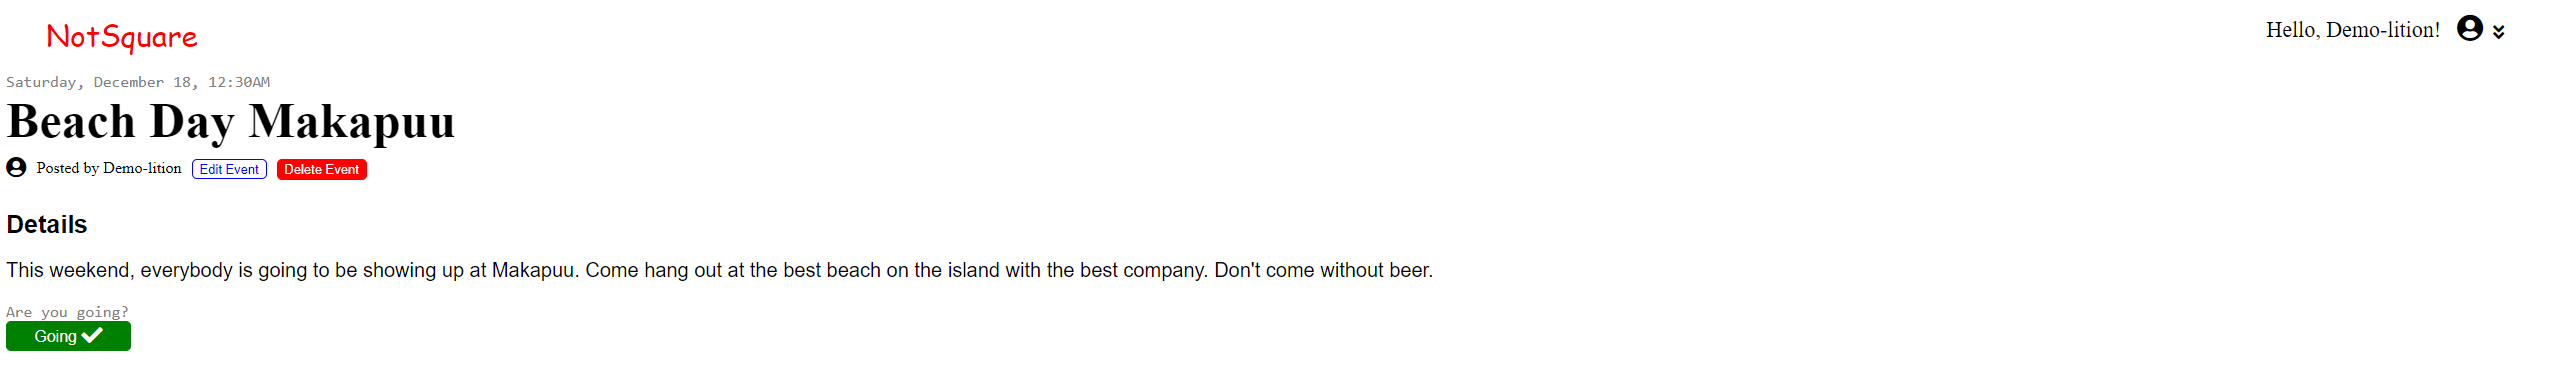 NotSquare
Hello, Demo-lition!
Saturday, December 18, 12:30AM
Beach Day Makapuu
Posted by Demo-lition Edit Event Delete Event
Details
This weekend, everybody is going to be showing up at Makapuu. Come hang out at the best beach on the island with the best company. Don't come without beer.
Are you going?
Going